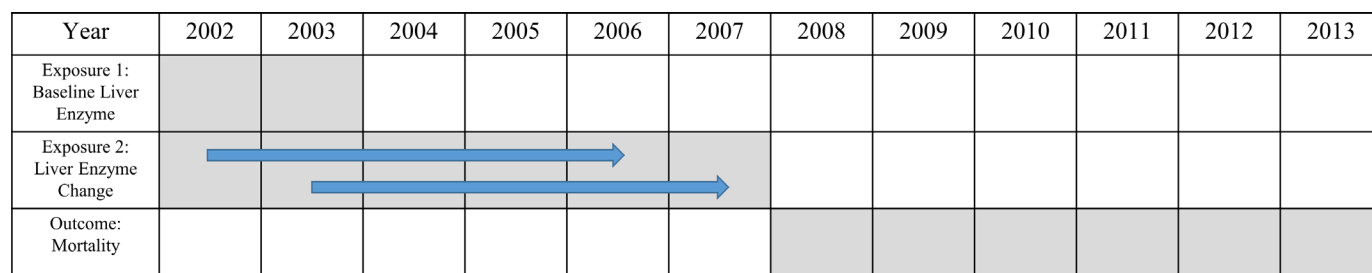 Year 2002 2003 2004 2005 2006 2007 2008 2009 2010 2011 2012 2013
Exposure 1:
Baseline Liver
Enzyme
Exposure 2:
Liver Enzyme
Change
Outcome:
Mortality